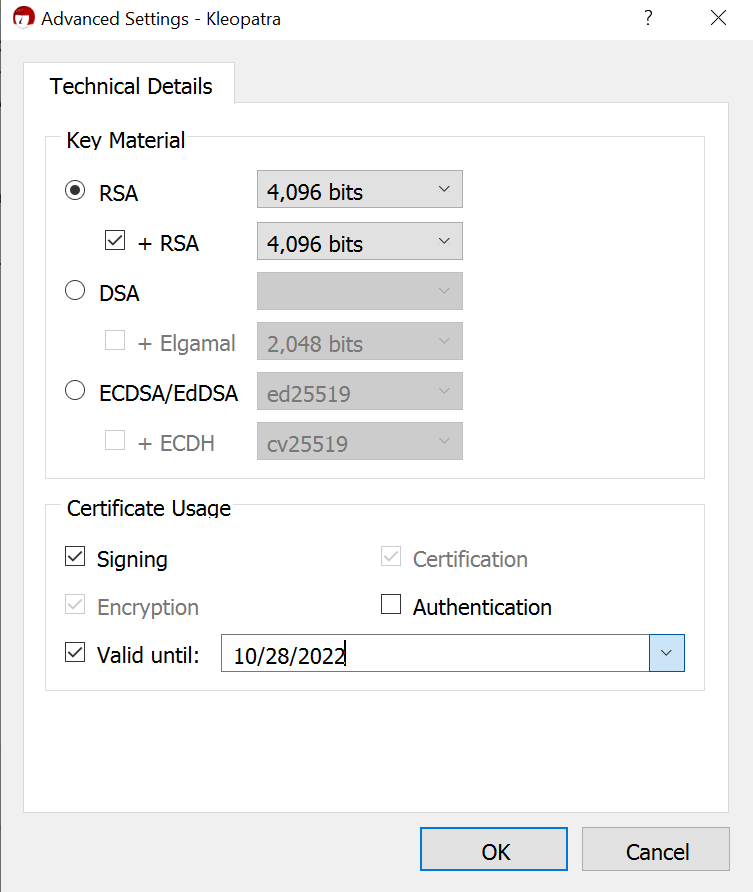 Advanced Settings - Kleopatra ?
Technical Details
Key Material
RSA 4,096 bits
+ RSA 4,096 bits
DSA
+ Elgamal 2,048 bits
ECDSA/EdDSA ed25519
+ ECDH cv25519
Certificate Usage
Signing Certification
Encryption Authentication
Valid until: 10/28/2022
OK Cancel